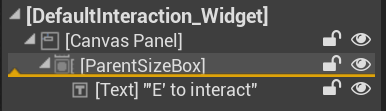 [DefaultInteraction_Widget]
[Canvas Panel]
[ParentSizeBox]
[Text] "'E' to interact"